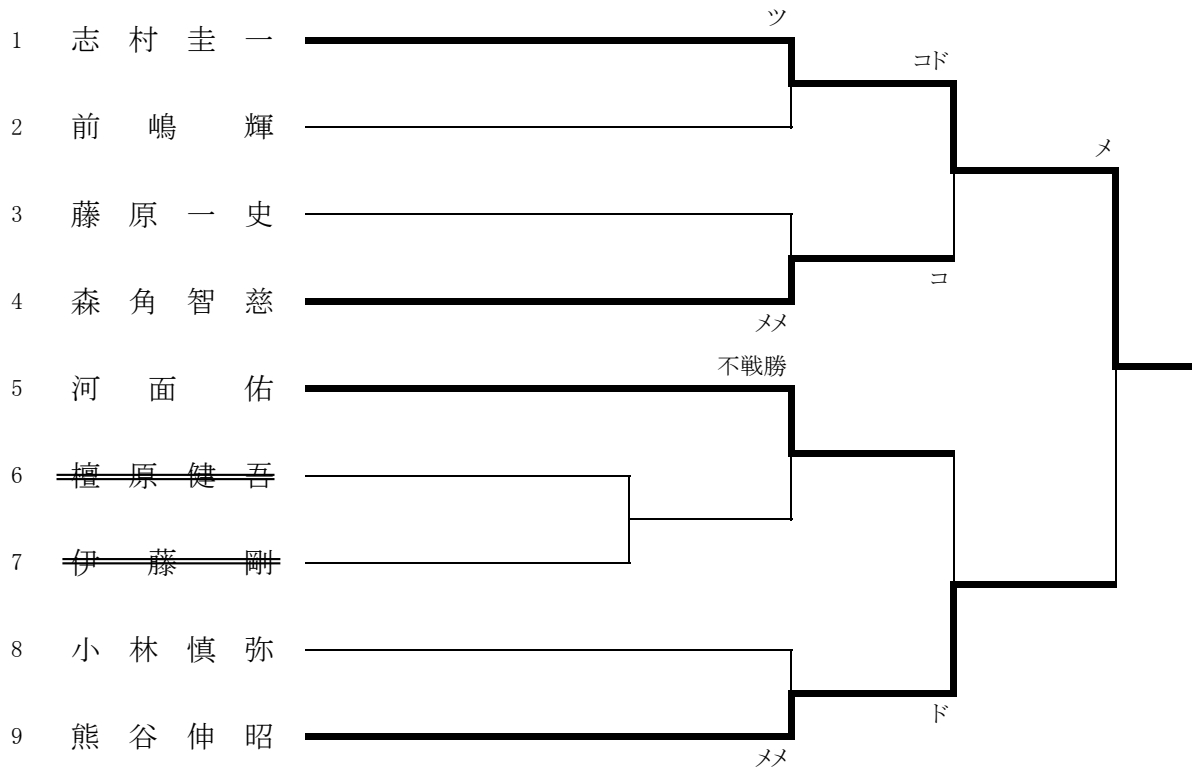 ツ
1 志村圭一
コド
2 前嶋輝
メ
3 藤原一史
コ
4 森角智慈
メメ
不戦勝
5 河面佑
6 檀原健吾
7 伊藤剛
8 小林慎弥
ド
9 熊谷伸昭
メメ